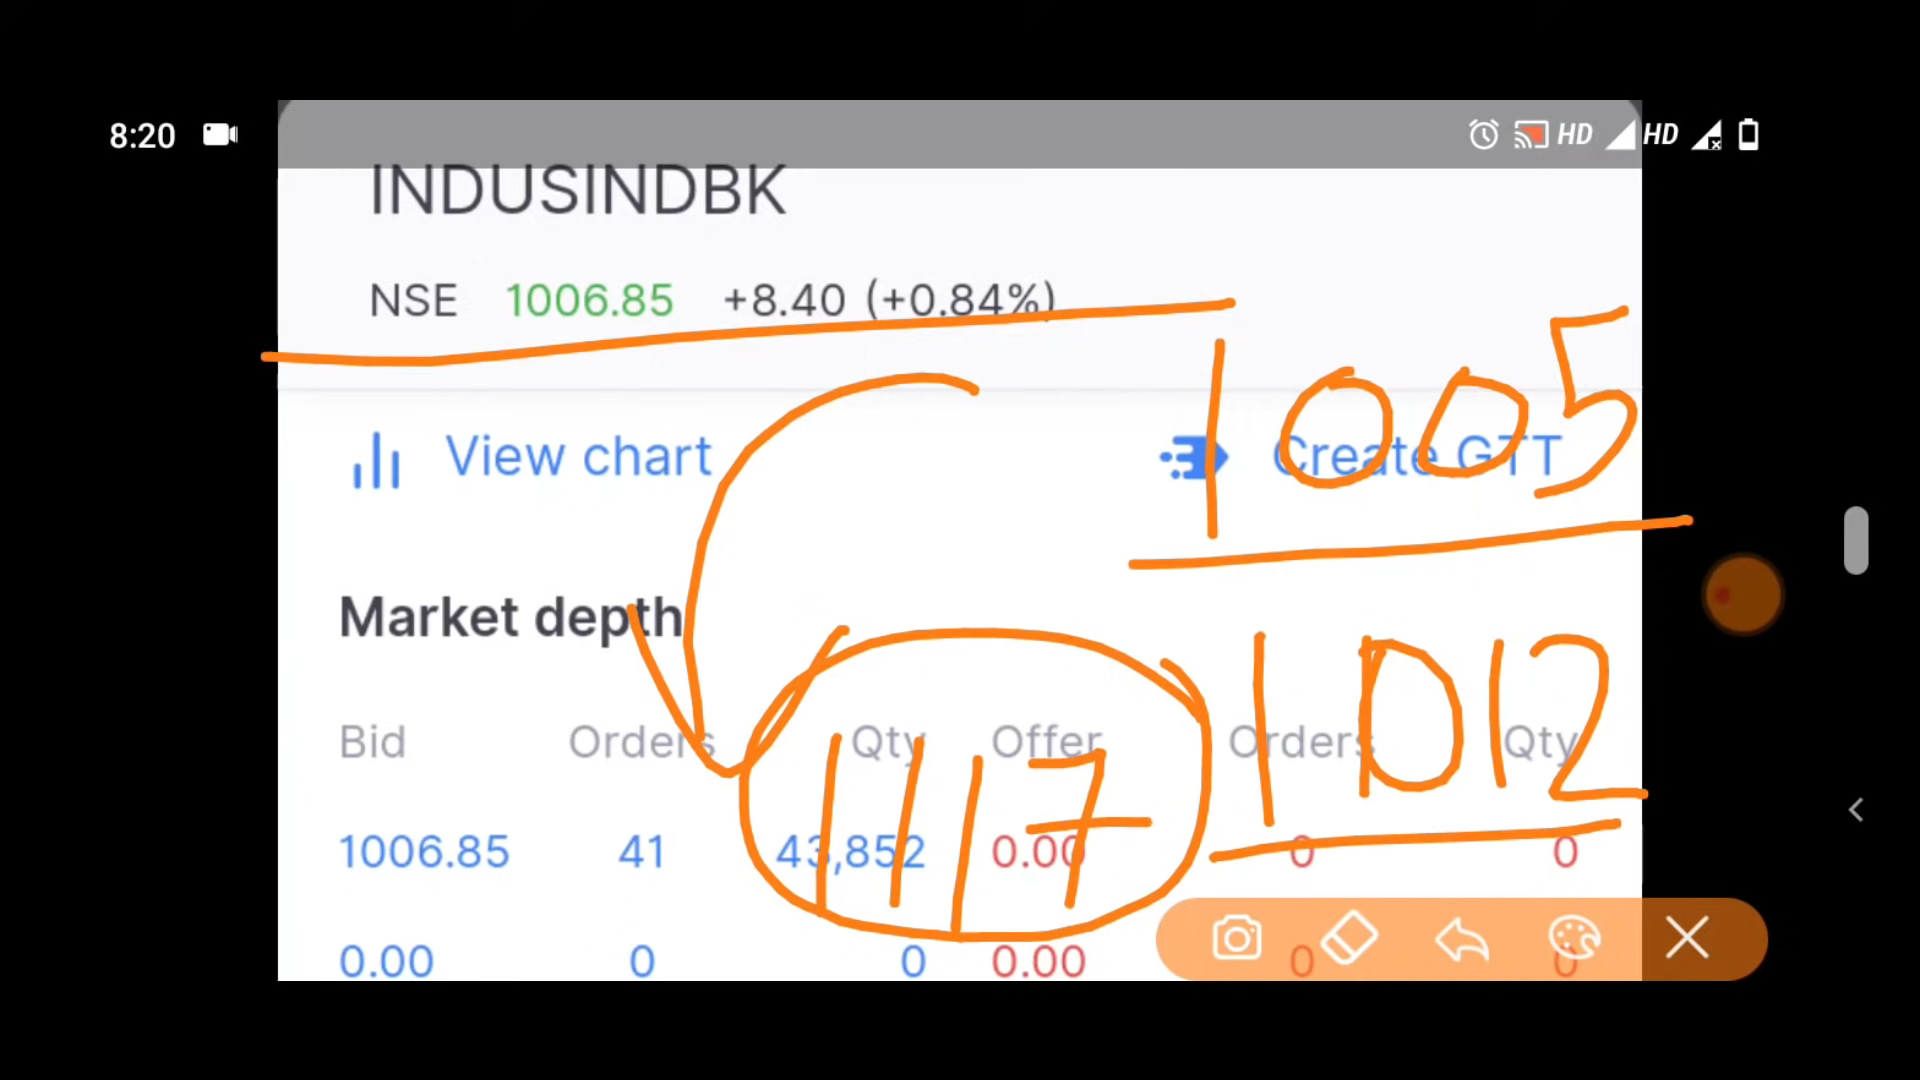 8:20 HD HD
INDUSINDBK
NSE 1006.85 +8.40 (+0.84%)
1005
View chart Create GTT
Market depth
1012
Bid Orders Qty Offer Orders Qty
1117
1006.85 41 43,852 0.00 0 0
0.00 0 0 0.00 0 0